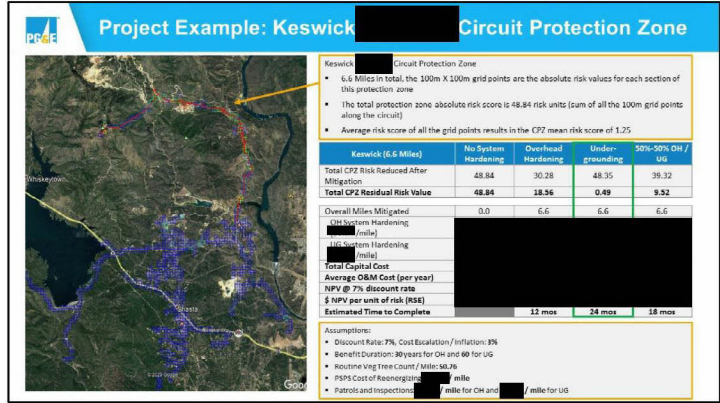 PG&E
Project Example: Keswick Circuit Protection Zone
Keswick Circuit Protection Zone
6.6 Miles in total, the 100m X 100m grid points are the absolute risk values for each section of
this protection zone
The total protection zone absolute risk score is 48.84 risk units (sum of all the 100m grid points
along the circuit)
Average risk score of all the grid points results in the CPZ mean risk score of 1.25
Keswick (6.6 Miles) No System Hardening Overhead Hardening Under-grounding 50%-50% OH / UG
Total CPZ Risk Reduced After Mitigation 48.84 30.28 48.35 39.32
Total CPZ Residual Risk Value 48.84 18.56 0.49 9.52
Overall Miles Mitigated 0.0 6.6 6.6 6.6
OH System Hardening
/mile)
UG System Hardening
/mile)
Total Capital Cost
Average O&M Cost (per year)
NPV @ 7% discount rate
$ NPV per unit of risk (RSE)
Estimated Time to Complete 12 mos 24 mos 18 mos
Assumptions:
Discount Rate: 7%, Cost Escalation / Inflation: 3%
Benefit Duration: 30 years for OH and 60 for UG
Routine Veg Tree Count / Mile: 50.76
PSPS Cost of Reenergizing / mile
Patrols and Inspections: / mile for OH and / mile for UG
Whiskeytown
Shasta
Goo